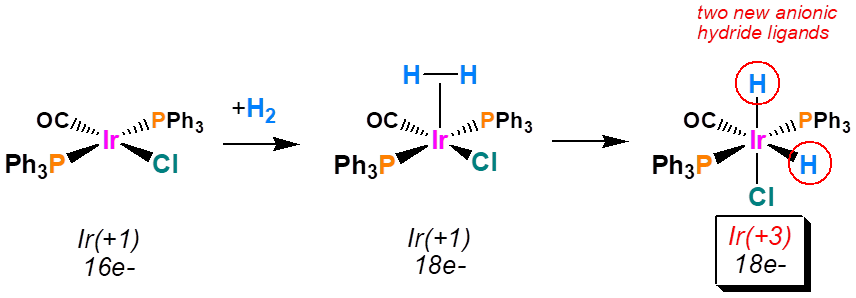 two new anionic
hydride ligands
OC
PPh3
Ir
Ph3P
Cl
+H2
H
H
OC
PPh3
Ir
Ph3P
Cl
H
OC
PPh3
Ir
Ph3P
H
Cl
Ir(+1)
16e-
Ir(+1)
18e-
Ir(+3)
18e-